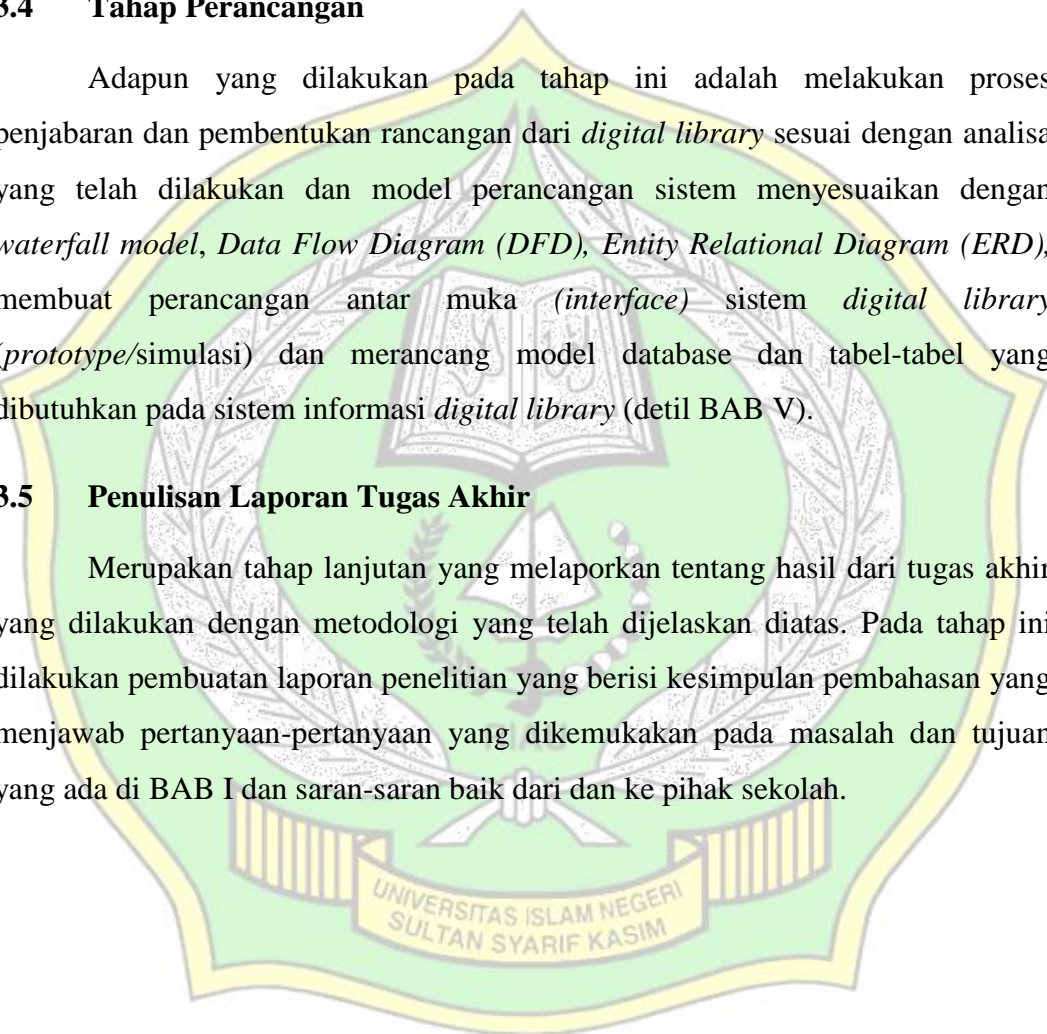 3.4 Tahap Perancangan
Adapun yang dilakukan pada tahap ini adalah melakukan proses
penjabaran dan pembentukan rancangan dari digital library sesuai dengan analisa
yang telah dilakukan dan model perancangan sistem menyesuaikan dengan
waterfall model, Data Flow Diagram (DFD), Entity Relational Diagram (ERD),
membuat perancangan antar muka (interface) sistem digital library
(prototype/simulasi) dan merancang model database dan tabel-tabel yang
dibutuhkan pada sistem informasi digital library (detil BAB V).
3.5 Penulisan Laporan Tugas Akhir
Merupakan tahap lanjutan yang melaporkan tentang hasil dari tugas akhir
yang dilakukan dengan metodologi yang telah dijelaskan diatas. Pada tahap ini
dilakukan pembuatan laporan penelitian yang berisi kesimpulan pembahasan yang
menjawab pertanyaan-pertanyaan yang dikemukakan pada masalah dan tujuan
yang ada di BAB I dan saran-saran baik dari dan ke pihak sekolah.
RIAU
UNIVERSITAS ISLAM NEGERI
SULTAN SYARIF KASIM